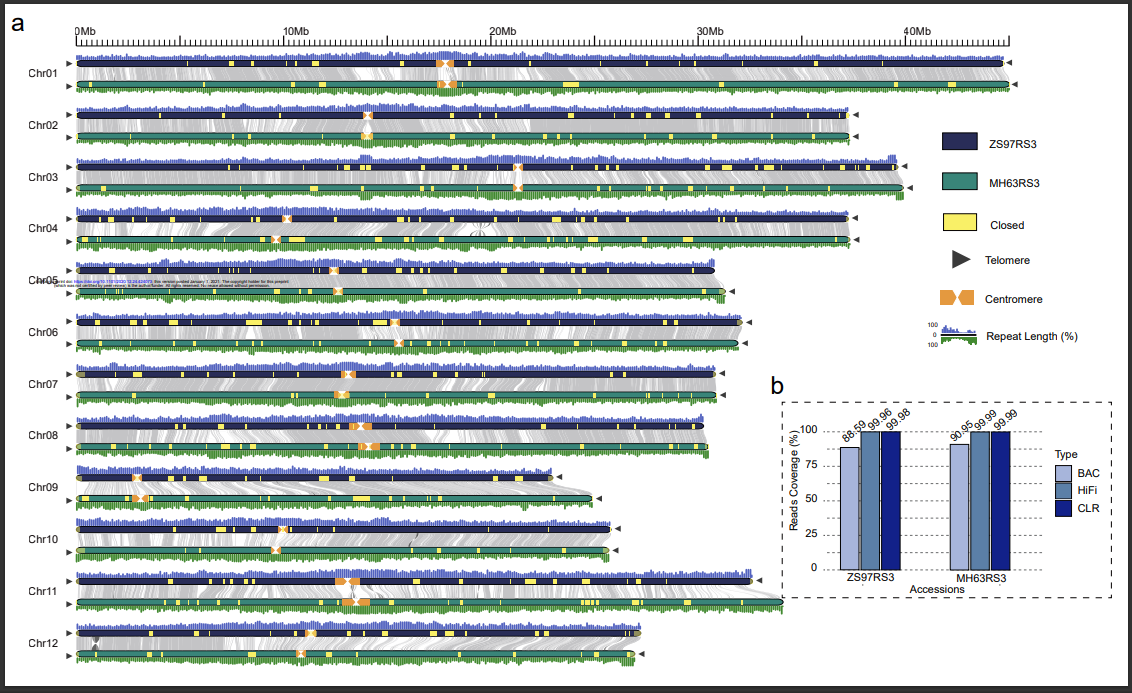 a
0Mb 10Mb 20Mb 30Mb 40Mb
Chr01
Chr02
Chr03
Chr04
Chr05
Chr06
Chr07
Chr08
Chr09
Chr10
Chr11
Chr12
ZS97RS3
MH63RS3
Closed
Telomere
Centromere
100
0
100
Repeat Length (%)
b
Reads Coverage (%)
100
75
50
25
0
88.59 99.96 99.98
90.95 99.99 99.99
ZS97RS3 MH63RS3
Accessions
Type
BAC
HiFi
CLR